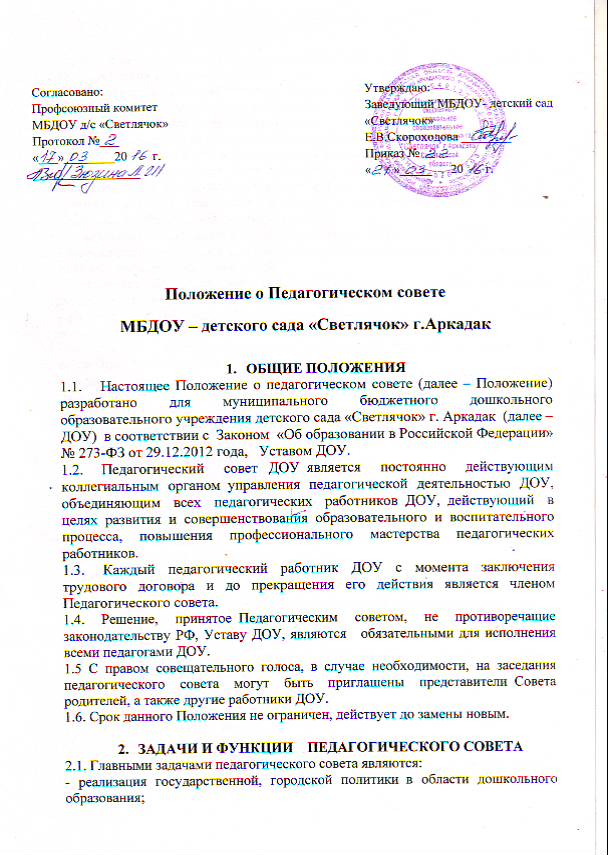 Согласовано:
Профсоюзный комитет
МБДОУ д/с «Светлячок»
Протокол № 2
«17» 03 2016 г.
Утверждаю:
Заведующий МБДОУ- детский сад
«Светлячок»
Е.В.Скороходова
Приказ № 22
«27» 03 2016 г.
Положение о Педагогическом совете
МБДОУ – детского сада «Светлячок» г.Аркадак
1. ОБЩИЕ ПОЛОЖЕНИЯ
1.1. Настоящее Положение о педагогическом совете (далее – Положение)
разработано для муниципального бюджетного дошкольного
образовательного учреждения детского сада «Светлячок» г. Аркадак (далее –
ДОУ) в соответствии с Законом «Об образовании в Российской Федерации»
№ 273-ФЗ от 29.12.2012 года, Уставом ДОУ.
1.2. Педагогический совет ДОУ является постоянно действующим
коллегиальным органом управления педагогической деятельностью ДОУ,
объединяющим всех педагогических работников ДОУ, действующий в
целях развития и совершенствования образовательного и воспитательного
процесса, повышения профессионального мастерства педагогических
работников.
1.3. Каждый педагогический работник ДОУ с момента заключения
трудового договора и до прекращения его действия является членом
Педагогического совета.
1.4. Решение, принятое Педагогическим советом, не противоречащие
законодательству РФ, Уставу ДОУ, являются обязательными для исполнения
всеми педагогами ДОУ.
1.5 С правом совещательного голоса, в случае необходимости, на заседания
педагогического совета могут быть приглашены представители Совета
родителей, а также другие работники ДОУ.
1.6. Срок данного Положения не ограничен, действует до замены новым.
2. ЗАДАЧИ И ФУНКЦИИ ПЕДАГОГИЧЕСКОГО СОВЕТА
2.1. Главными задачами педагогического совета являются:
- реализация государственной, городской политики в области дошкольного
образования;